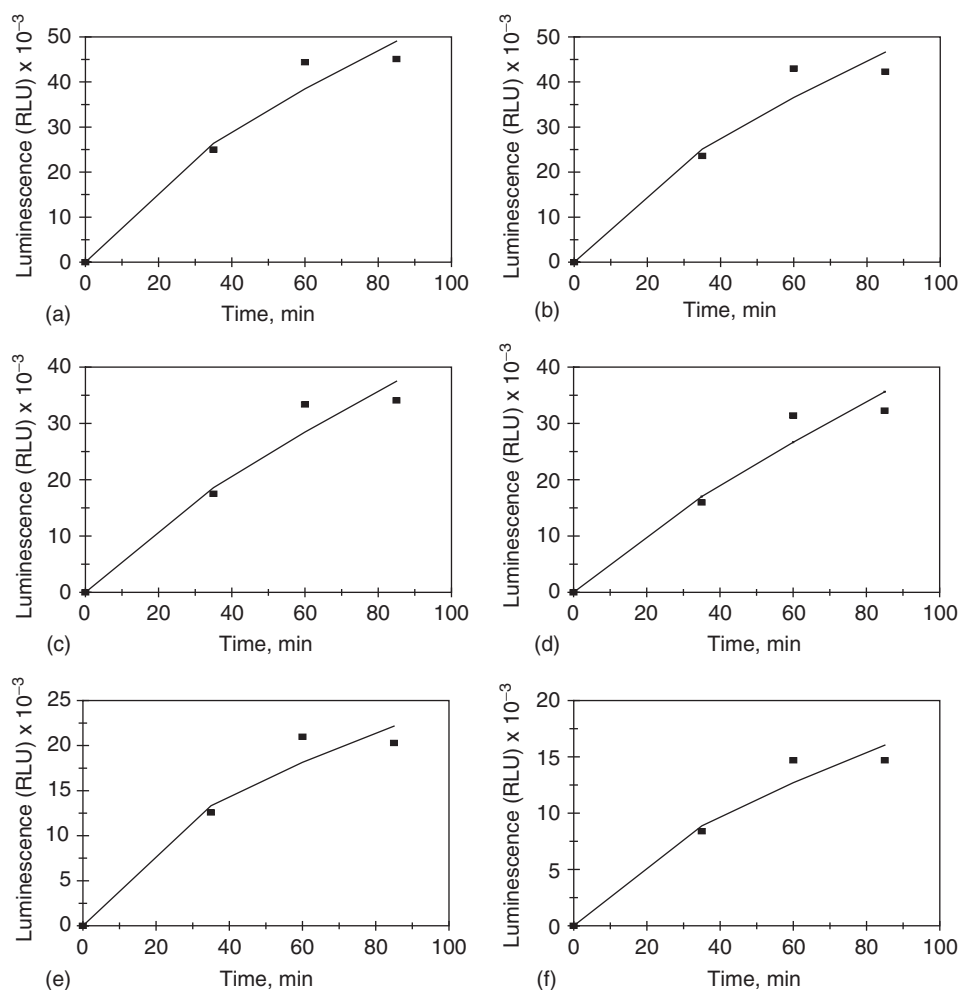 Luminescence (RLU) x 10⁻³
50
40
30
20
10
0
0 20 40 60 80 100
(a) Time, min
Luminescence (RLU) x 10⁻³
50
40
30
20
10
0
0 20 40 60 80 100
(b) Time, min
Luminescence (RLU) x 10⁻³
40
30
20
10
0
0 20 40 60 80 100
(c) Time, min
Luminescence (RLU) x 10⁻³
40
30
20
10
0
0 20 40 60 80 100
(d) Time, min
Luminescence (RLU) x 10⁻³
25
20
15
10
5
0
0 20 40 60 80 100
(e) Time, min
Luminescence (RLU) x 10⁻³
20
15
10
5
0
0 20 40 60 80 100
(f) Time, min